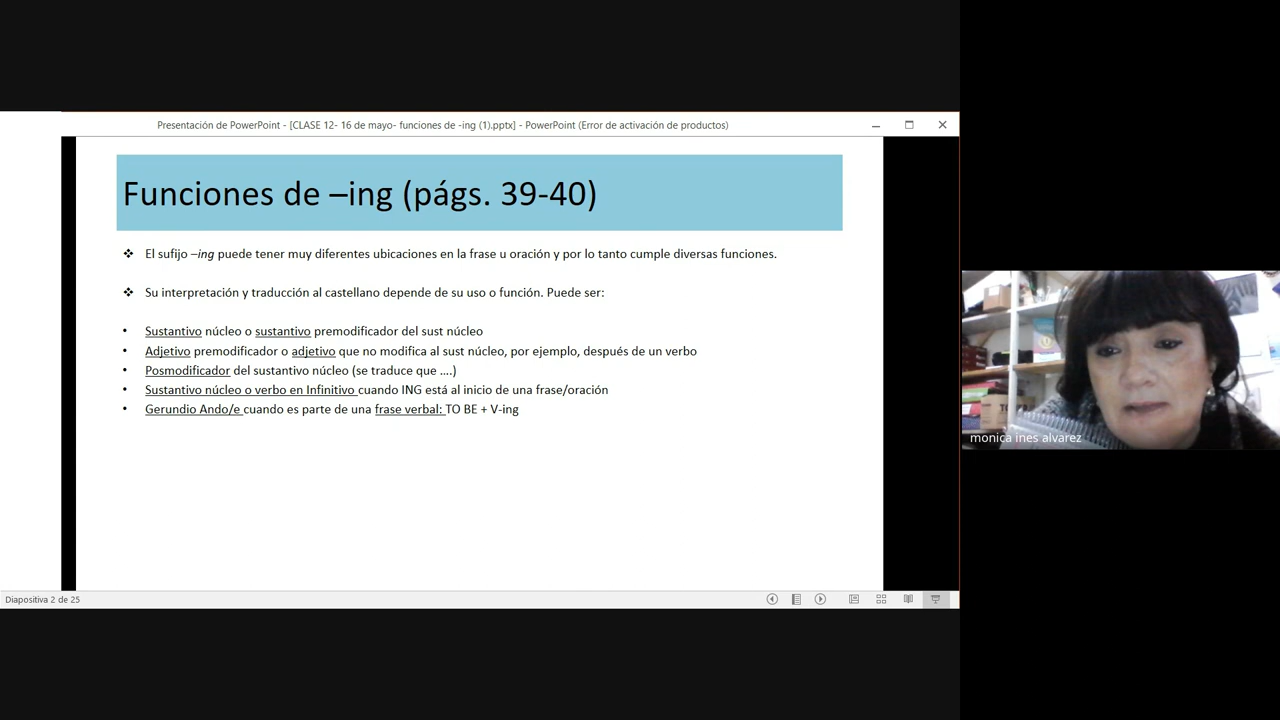 Presentación de PowerPoint - [CLASE 12- 16 de mayo- funciones de -ing (1).pptx] - PowerPoint (Error de activación de productos)
Funciones de –ing (págs. 39-40)
❖ El sufijo –ing puede tener muy diferentes ubicaciones en la frase u oración y por lo tanto cumple diversas funciones.
❖ Su interpretación y traducción al castellano depende de su uso o función. Puede ser:
• Sustantivo núcleo o sustantivo premodificador del sust núcleo
• Adjetivo premodificador o adjetivo que no modifica al sust núcleo, por ejemplo, después de un verbo
• Posmodificador del sustantivo núcleo (se traduce que ....)
• Sustantivo núcleo o verbo en Infinitivo cuando ING está al inicio de una frase/oración
• Gerundio Ando/e cuando es parte de una frase verbal: TO BE + V-ing
monica ines alvarez
Diapositiva 2 de 25